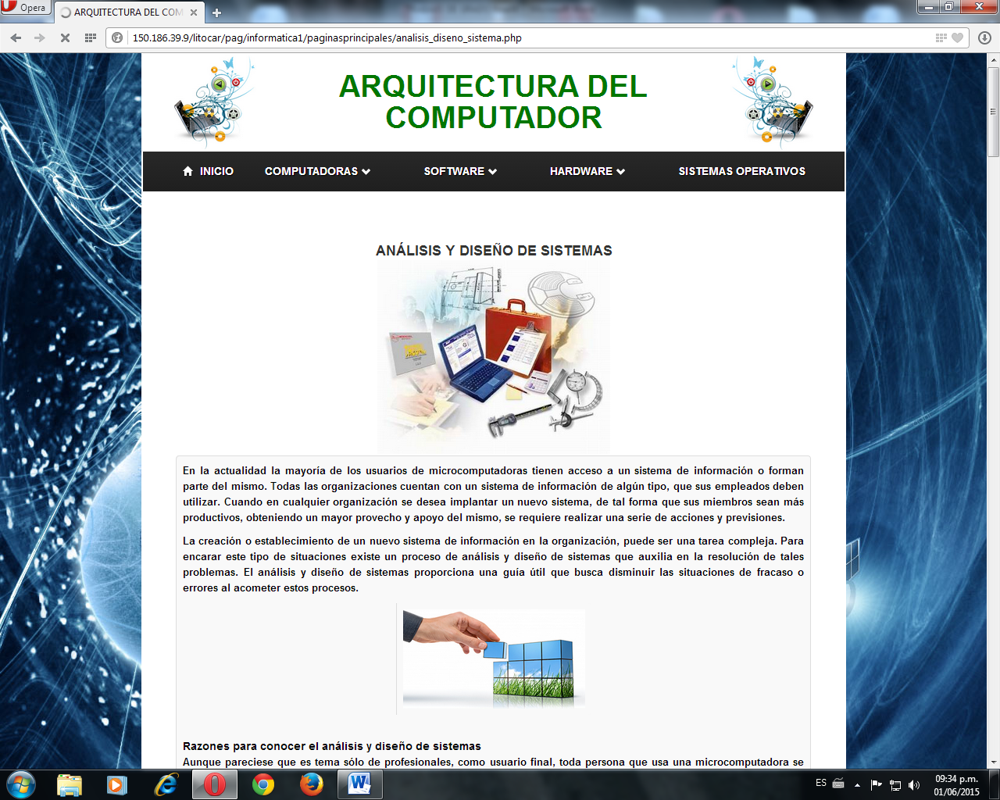 Opera
ARQUITECTURA DEL COM
150.186.39.9/litocar/pag/informatica1/paginasprincipales/analisis_diseno_sistema.php
ARQUITECTURA DEL
COMPUTADOR
INICIO COMPUTADORAS SOFTWARE HARDWARE SISTEMAS OPERATIVOS
ANÁLISIS Y DISEÑO DE SISTEMAS
En la actualidad la mayoría de los usuarios de microcomputadoras tienen acceso a un sistema de información o forman
parte del mismo. Todas las organizaciones cuentan con un sistema de información de algún tipo, que sus empleados deben
utilizar. Cuando en cualquier organización se desea implantar un nuevo sistema, de tal forma que sus miembros sean más
productivos, obteniendo un mayor provecho y apoyo del mismo, se requiere realizar una serie de acciones y previsiones.
La creación o establecimiento de un nuevo sistema de información en la organización, puede ser una tarea compleja. Para
encarar este tipo de situaciones existe un proceso de análisis y diseño de sistemas que auxilia en la resolución de tales
problemas. El análisis y diseño de sistemas proporciona una guía útil que busca disminuir las situaciones de fracaso o
errores al acometer estos procesos.
Razones para conocer el análisis y diseño de sistemas
Aunque pareciese que es tema sólo de profesionales, como usuario final, toda persona que usa una microcomputadora se
ES
09:34 p.m.
01/06/2015